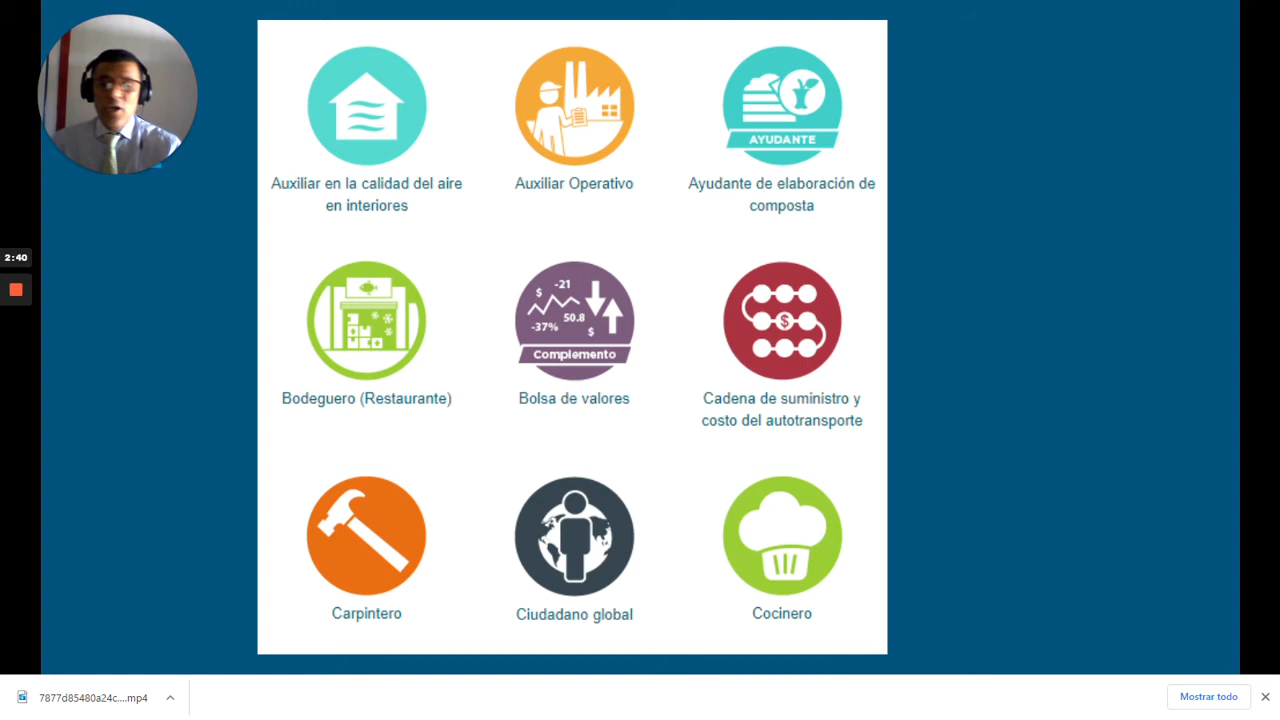 AYUDANTE
Auxiliar en la calidad del aire
en interiores
Auxiliar Operativo
Ayudante de elaboración de
composta
2:40
$
-21
-37%
50.8
$
Complemento
$
Bodeguero (Restaurante)
Bolsa de valores
Cadena de suministro y
costo del autotransporte
Carpintero
Ciudadano global
Cocinero
7877d85480a24c....mp4
Mostrar todo